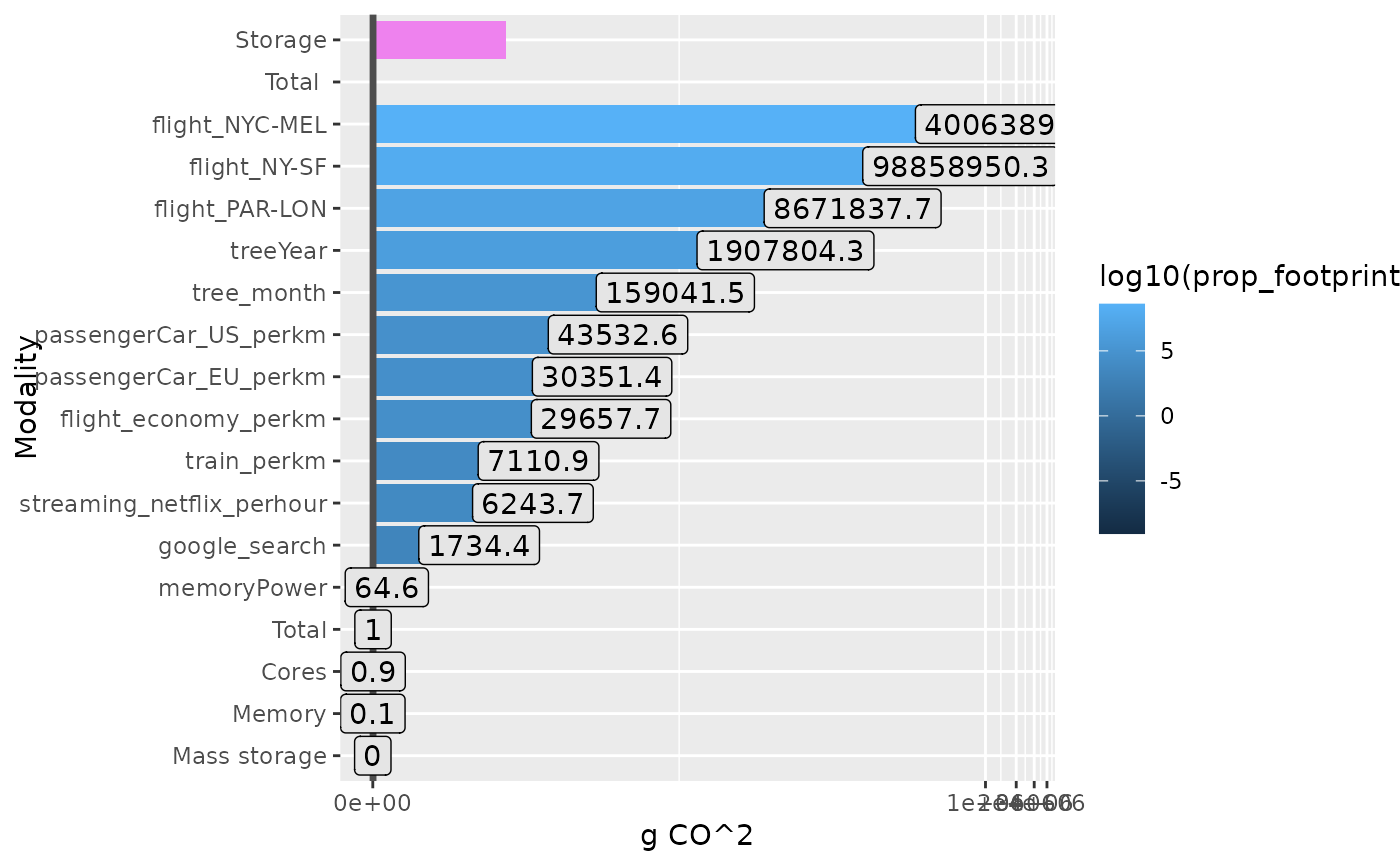 Storage
Total
flight_NYC-MEL
4006389
flight_NY-SF
98858950.3
flight_PAR-LON
8671837.7
treeYear
1907804.3
tree_month
159041.5
passengerCar_US_perkm
43532.6
passengerCar_EU_perkm
30351.4
flight_economy_perkm
29657.7
train_perkm
7110.9
streaming_netflix_perhour
6243.7
google_search
1734.4
memoryPower
64.6
Total
1
Cores
0.9
Memory
0.1
Mass storage
0
Modality
0e+00
g CO^2
log10(prop_footprint
5
0
-5